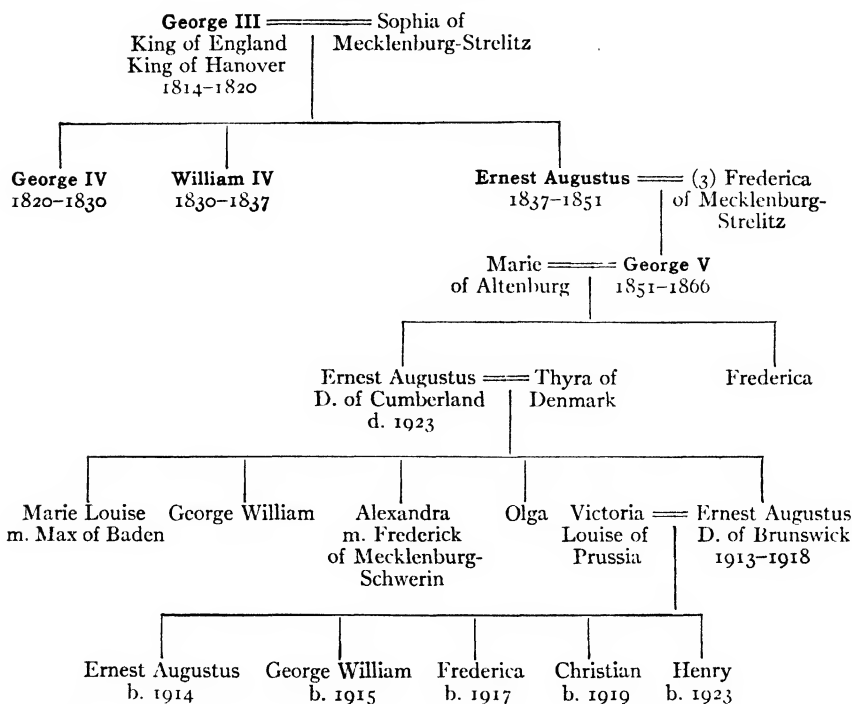 George III Sophia of
King of England Mecklenburg-Strelitz
King of Hanover
1814–1820
George IV William IV Ernest Augustus (3) Frederica
1820–1830 1830–1837 1837–1851 of Mecklenburg-
Strelitz
Marie George V
of Altenburg 1851–1866
Ernest Augustus Thyra of Frederica
D. of Cumberland Denmark
d. 1923
Marie Louise George William Alexandra Olga Victoria Ernest Augustus
m. Max of Baden m. Frederick Louise of D. of Brunswick
of Mecklenburg- Prussia 1913–1918
Schwerin
Ernest Augustus George William Frederica Christian Henry
b. 1914 b. 1915 b. 1917 b. 1919 b. 1923